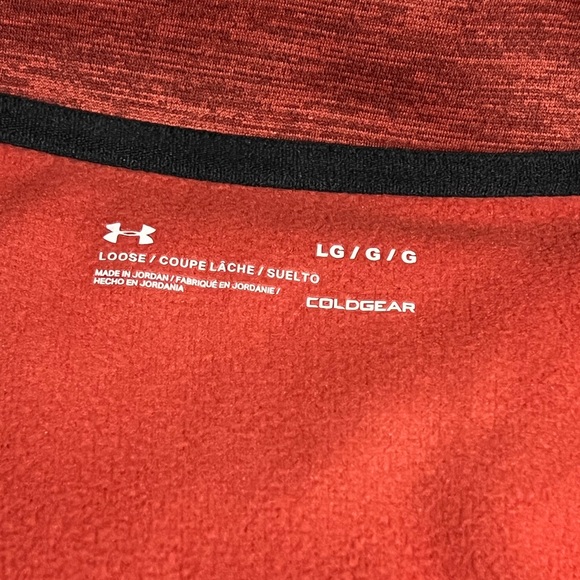 LOOSE / COUPE LÂCHE / SUELTO
MADE IN JORDAN / FABRIQUÉ EN JORDANIE /
HECHO EN JORDANIA
LG / G / G
COLDGEAR